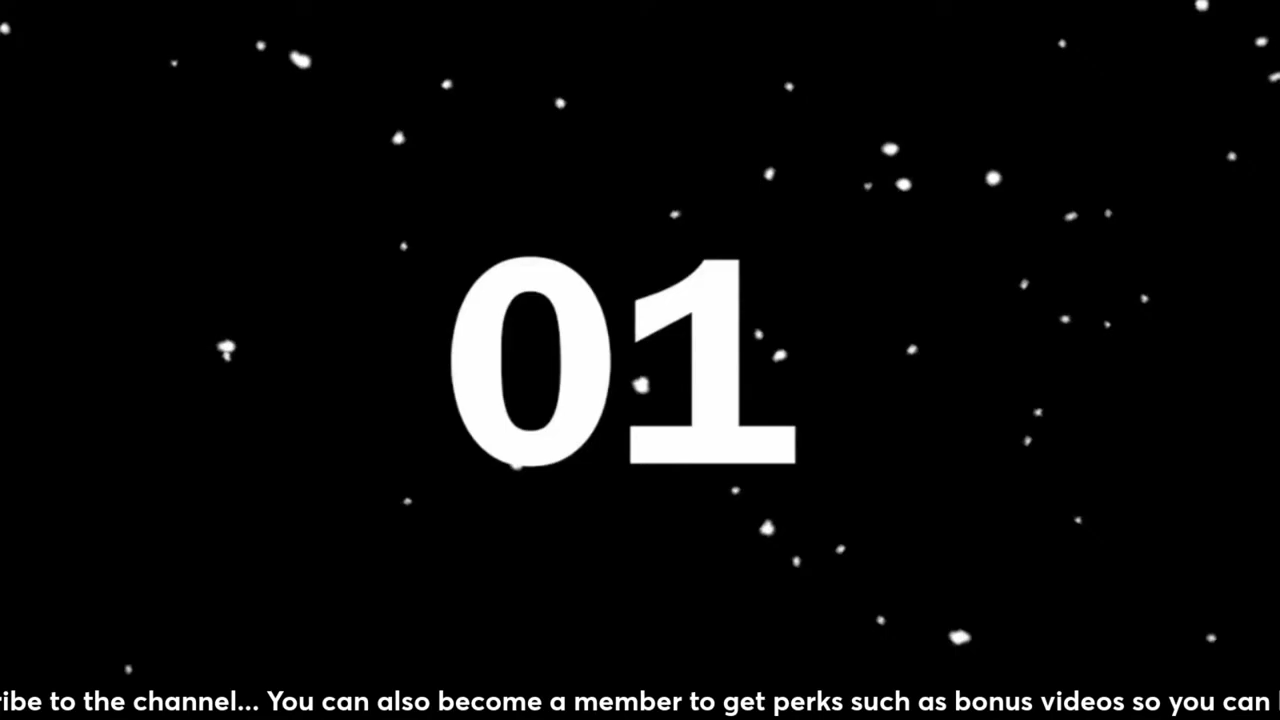 01
ribe to the channel... You can also become a member to get perks such as bonus videos so you can